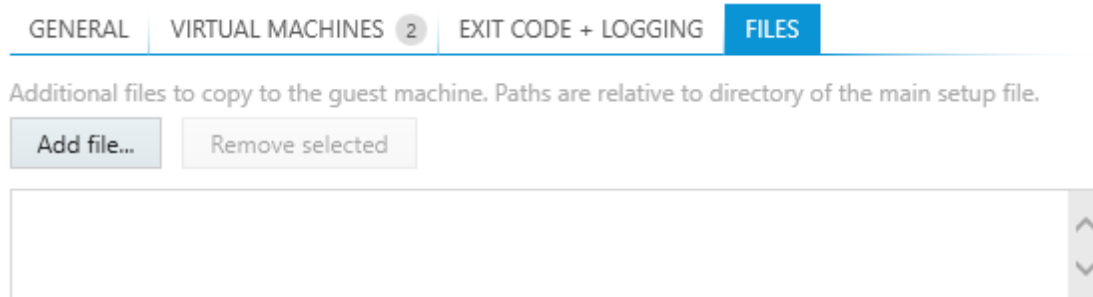 GENERAL VIRTUAL MACHINES 2 EXIT CODE + LOGGING FILES
Additional files to copy to the guest machine. Paths are relative to directory of the main setup file.
Add file... Remove selected